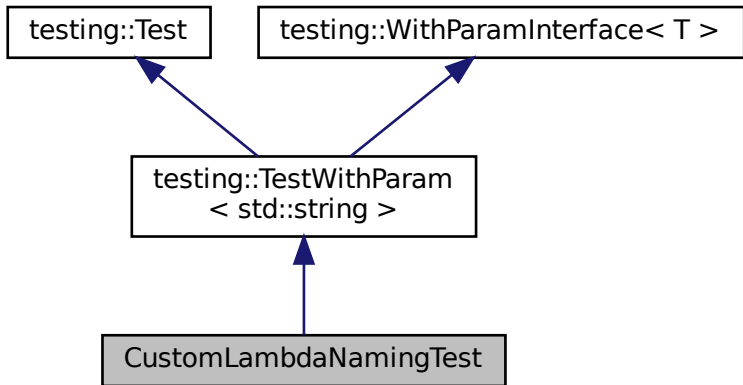 testing::Test
testing::WithParamInterface< T >
testing::TestWithParam
< std::string >
CustomLambdaNamingTest